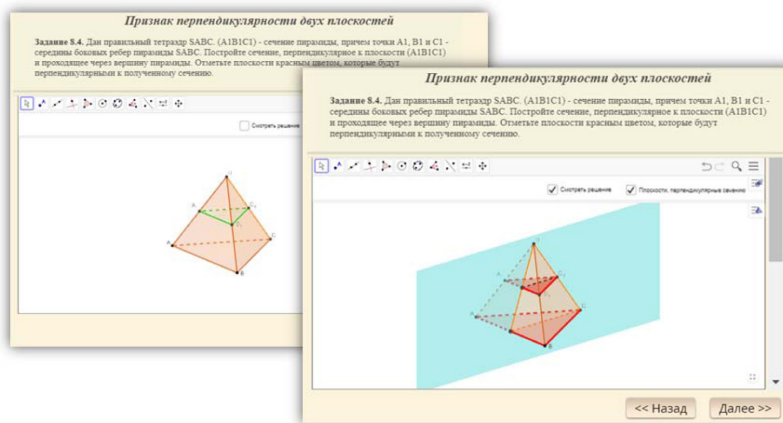 Признак перпендикулярности двух плоскостей
Задание 8.4. Дан правильный тетраэдр SABC. (A1B1C1) - сечение пирамиды, причем точки A1, B1 и C1 -
середины боковых ребер пирамиды SABC. Постройте сечение, перпендикулярное к плоскости (A1B1C1)
и проходящее через вершину пирамиды. Отметьте плоскости красным цветом, которые будут
перпендикулярными к полученному сечению.
Смотреть решение
A
C
B
Признак перпендикулярности двух плоскостей
Задание 8.4. Дан правильный тетраэдр SABC. (A1B1C1) - сечение пирамиды, причем точки A1, B1 и C1 -
середины боковых ребер пирамиды SABC. Постройте сечение, перпендикулярное к плоскости (A1B1C1)
и проходящее через вершину пирамиды. Отметьте плоскости красным цветом, которые будут
перпендикулярными к полученному сечению.
Смотреть решение
Плоскости, перпендикулярные сечению
C
B
<< Назад
Далее >>